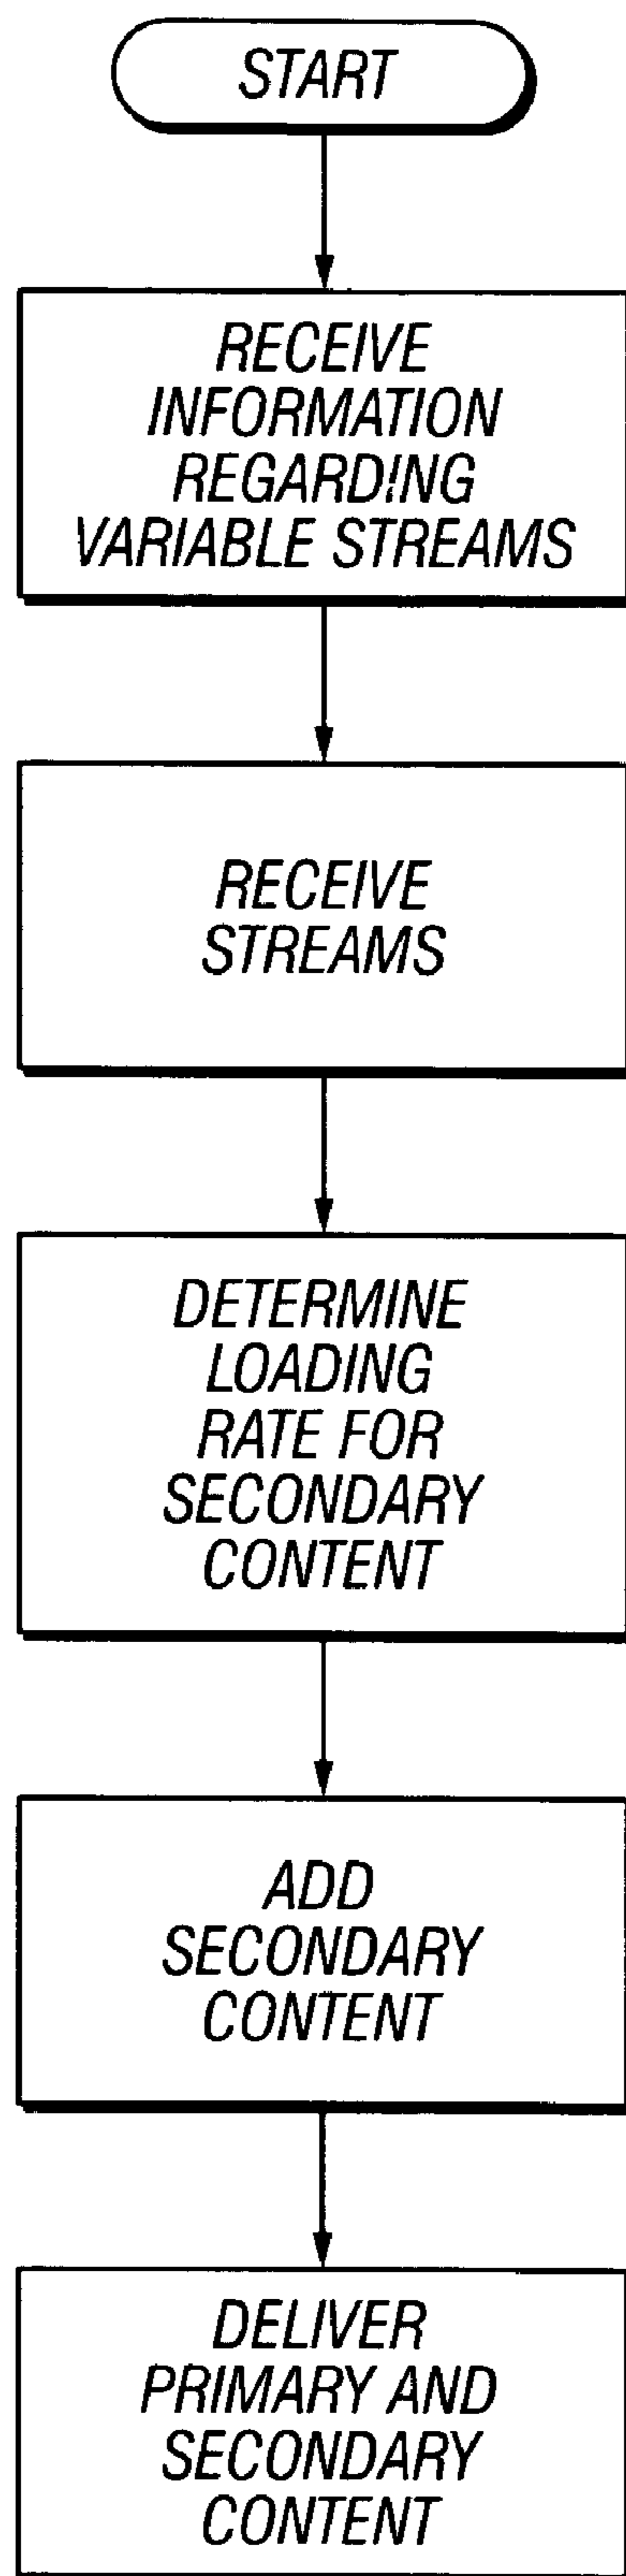 START
RECEIVE
INFORMATION
REGARDING
VARIABLE STREAMS
RECEIVE
STREAMS
DETERMINE
LOADING
RATE FOR
SECONDARY
CONTENT
ADD
SECONDARY
CONTENT
DELIVER
PRIMARY AND
SECONDARY
CONTENT